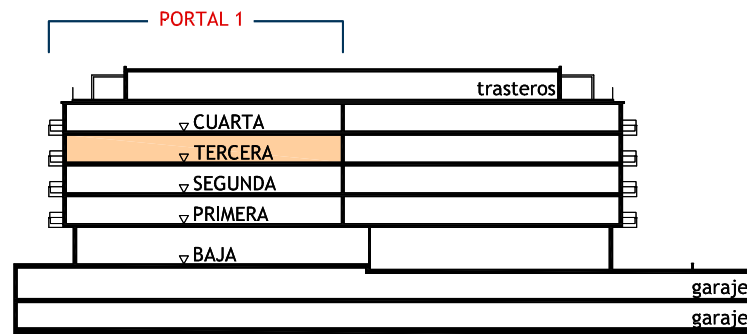 PORTAL 1
trasteros
CUARTA
TERCERA
SEGUNDA
PRIMERA
BAJA
garaje
garaje